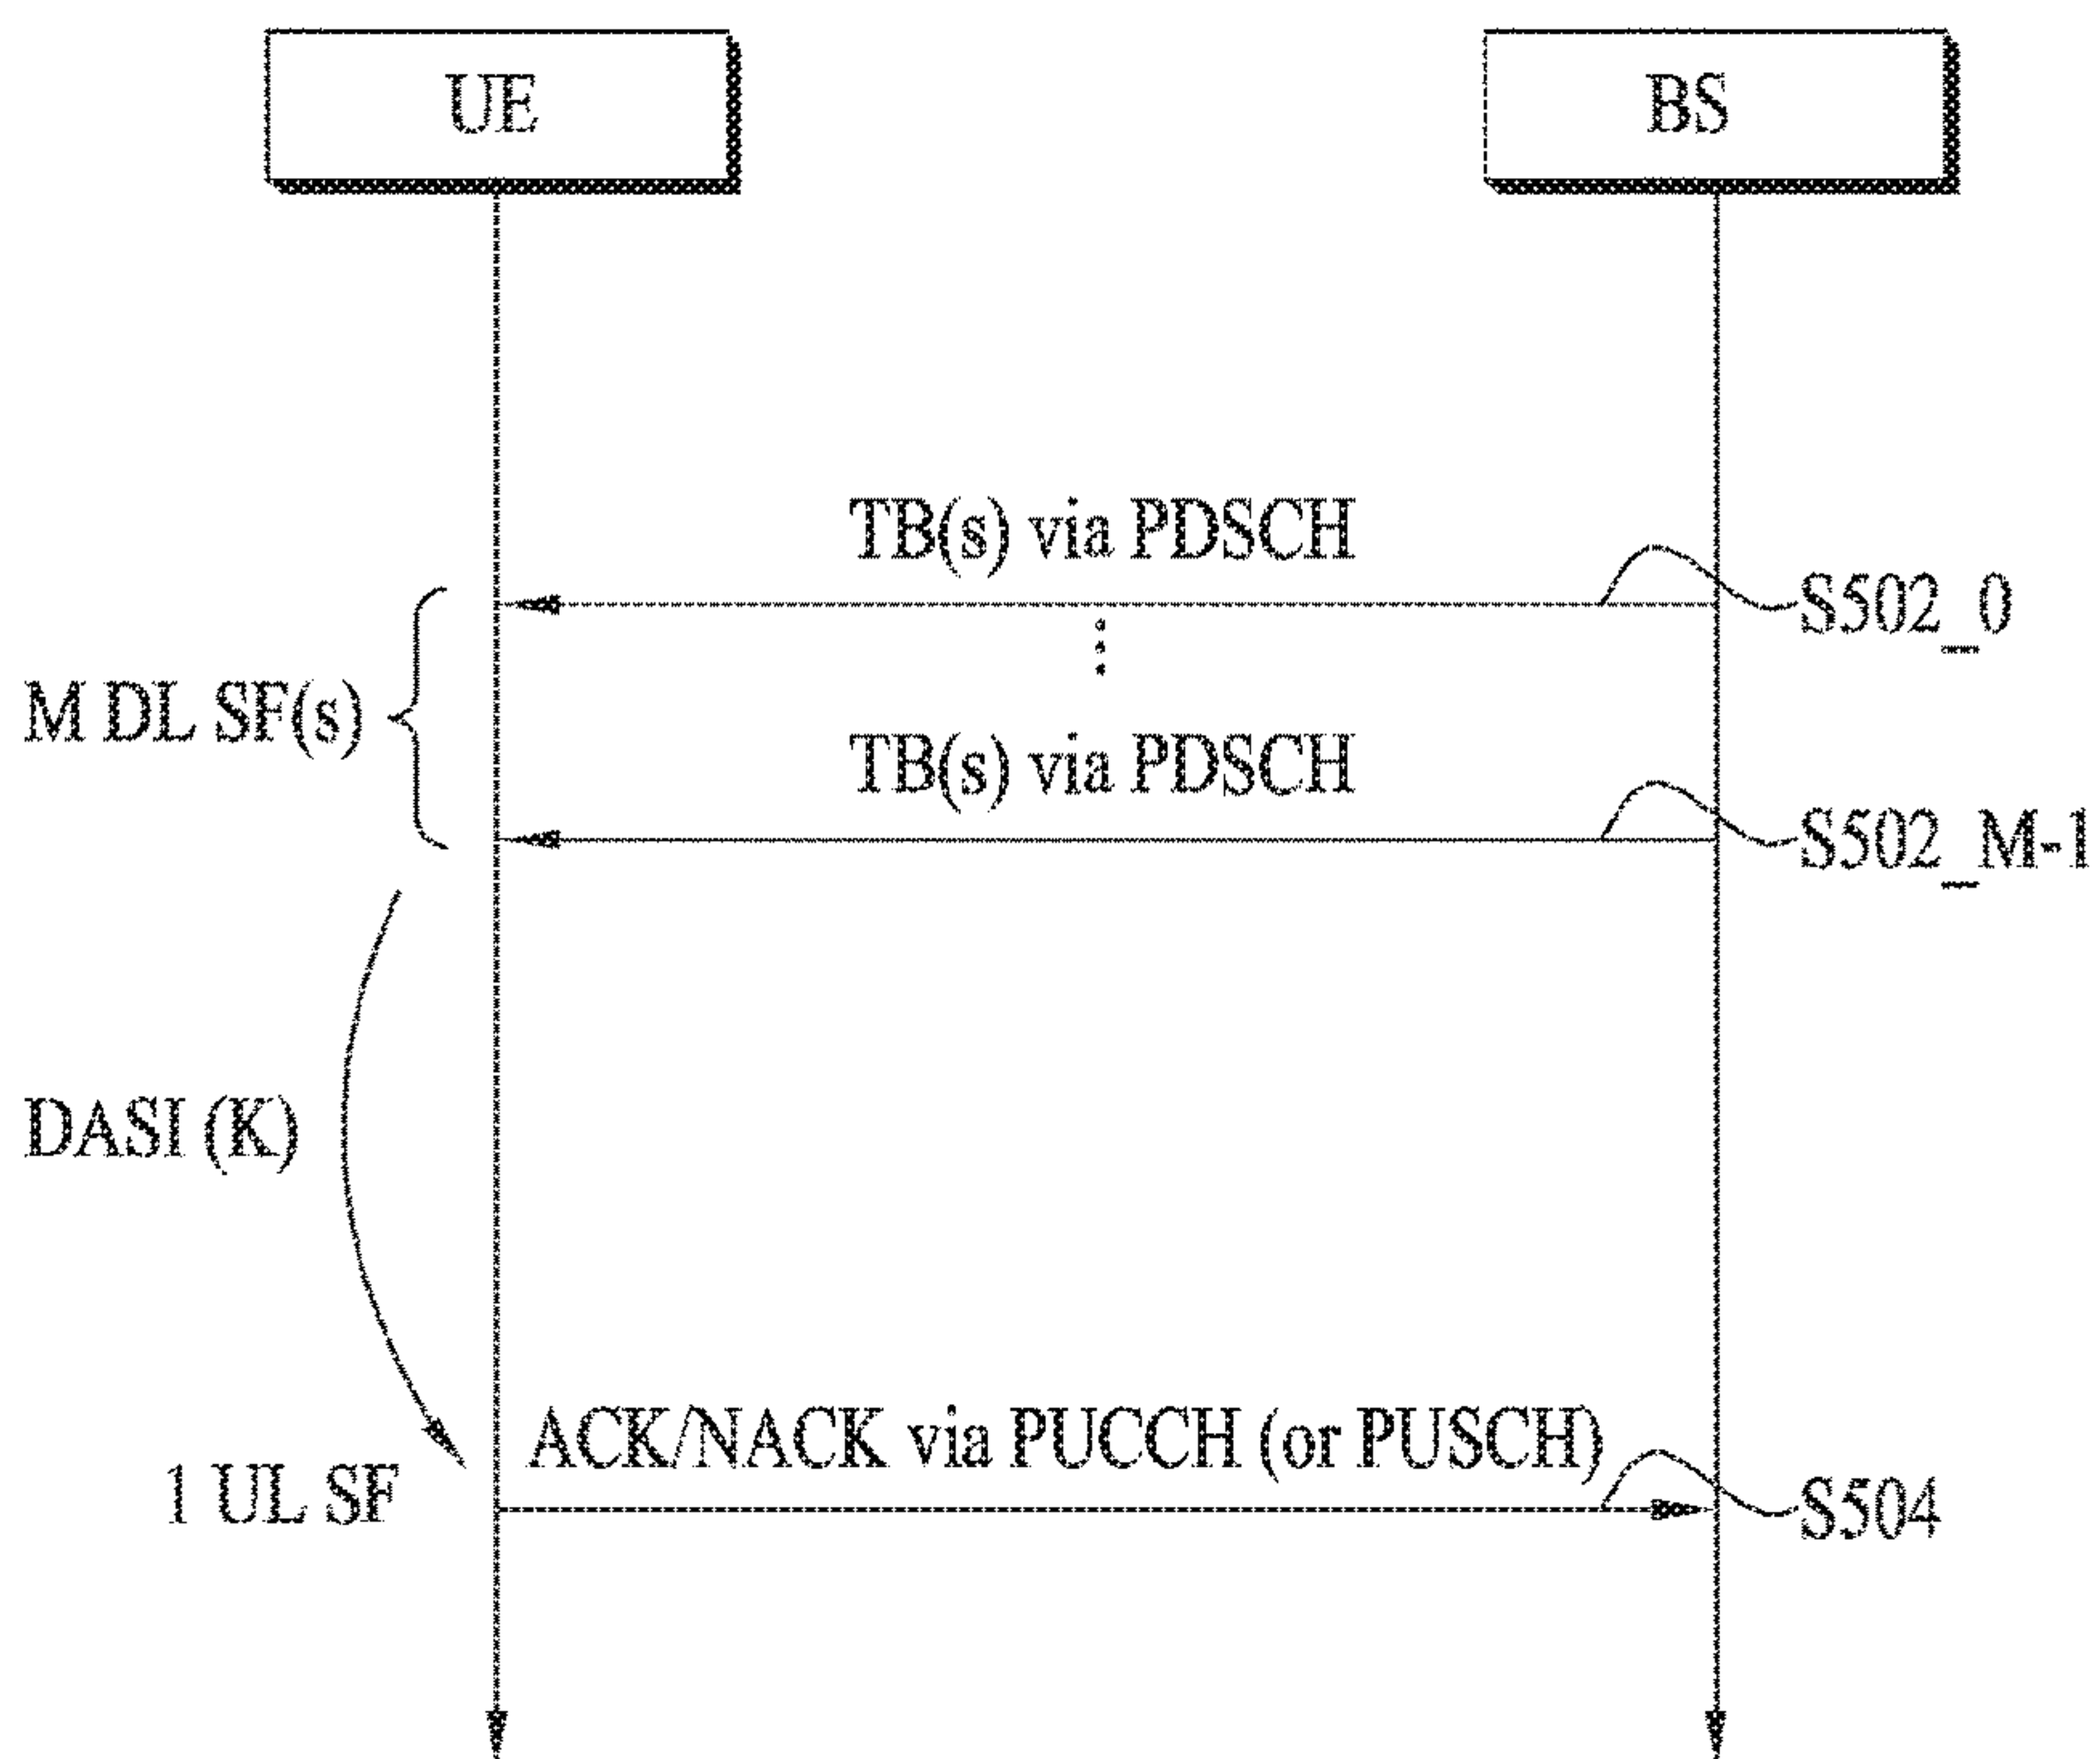 UE
BS
TB(s) via PDSCH
S502_0
M DL SF(s)
TB(s) via PDSCH
S502_M-1
DASI (K)
ACK/NACK via PUCCH (or PUSCH)
1 UL SF
S504